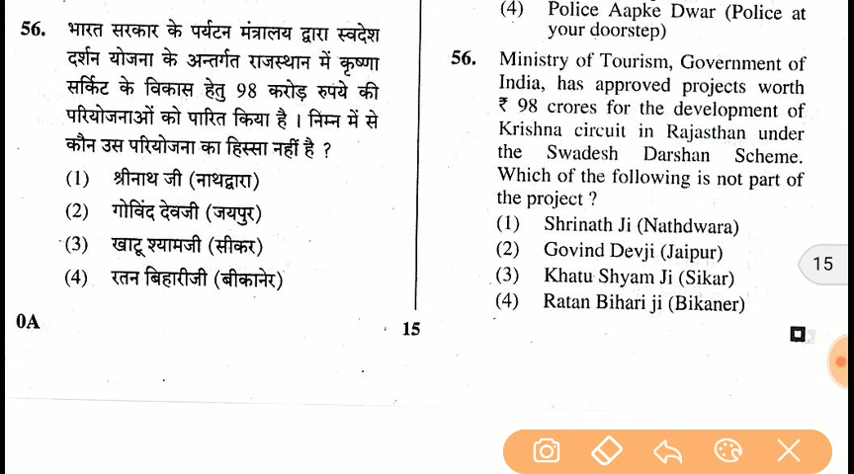 56. भारत सरकार के पर्यटन मंत्रालय द्वारा स्वदेश
दर्शन योजना के अन्तर्गत राजस्थान में कृष्णा
सर्किट के विकास हेतु 98 करोड़ रुपये की
परियोजनाओं को पारित किया है । निम्न में से
कौन उस परियोजना का हिस्सा नहीं है ?
(1) श्रीनाथ जी (नाथद्वारा)
(2) गोविंद देवजी (जयपुर)
(3) खाटू श्यामजी (सीकर)
(4) रतन बिहारीजी (बीकानेर)
(4) Police Aapke Dwar (Police at
your doorstep)
56. Ministry of Tourism, Government of
India, has approved projects worth
₹ 98 crores for the development of
Krishna circuit in Rajasthan under
the Swadesh Darshan Scheme.
Which of the following is not part of
the project ?
(1) Shrinath Ji (Nathdwara)
(2) Govind Devji (Jaipur)
(3) Khatu Shyam Ji (Sikar)
(4) Ratan Bihari ji (Bikaner)
15
0A
15